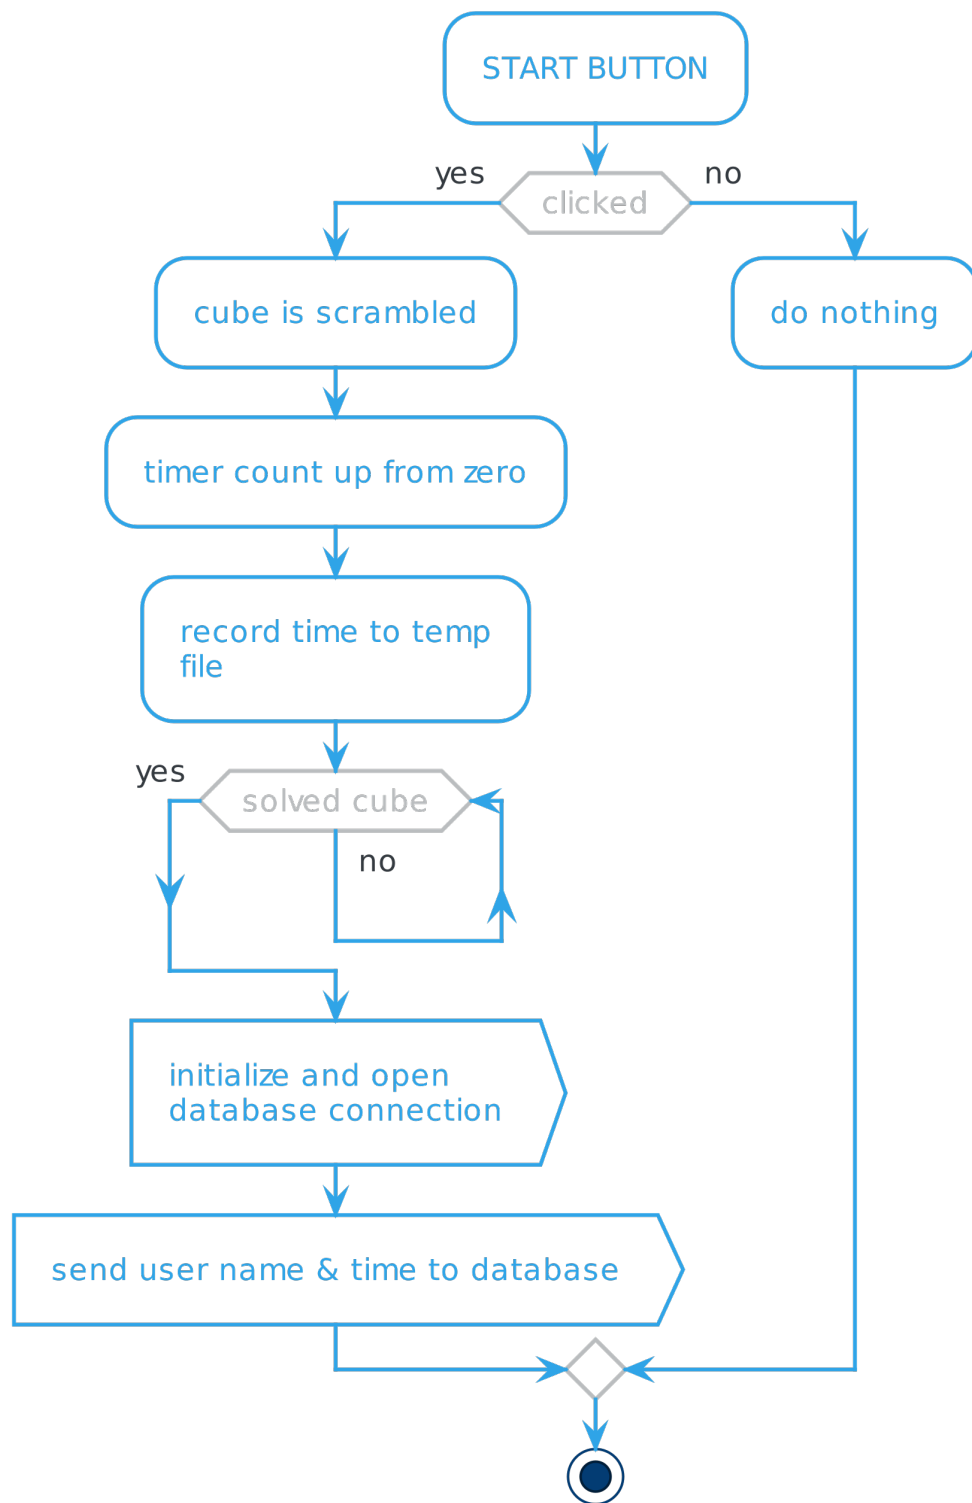 START BUTTON
yes
no
clicked
cube is scrambled
do nothing
timer count up from zero
record time to temp
file
yes
solved cube
no
initialize and open
database connection
send user name & time to database